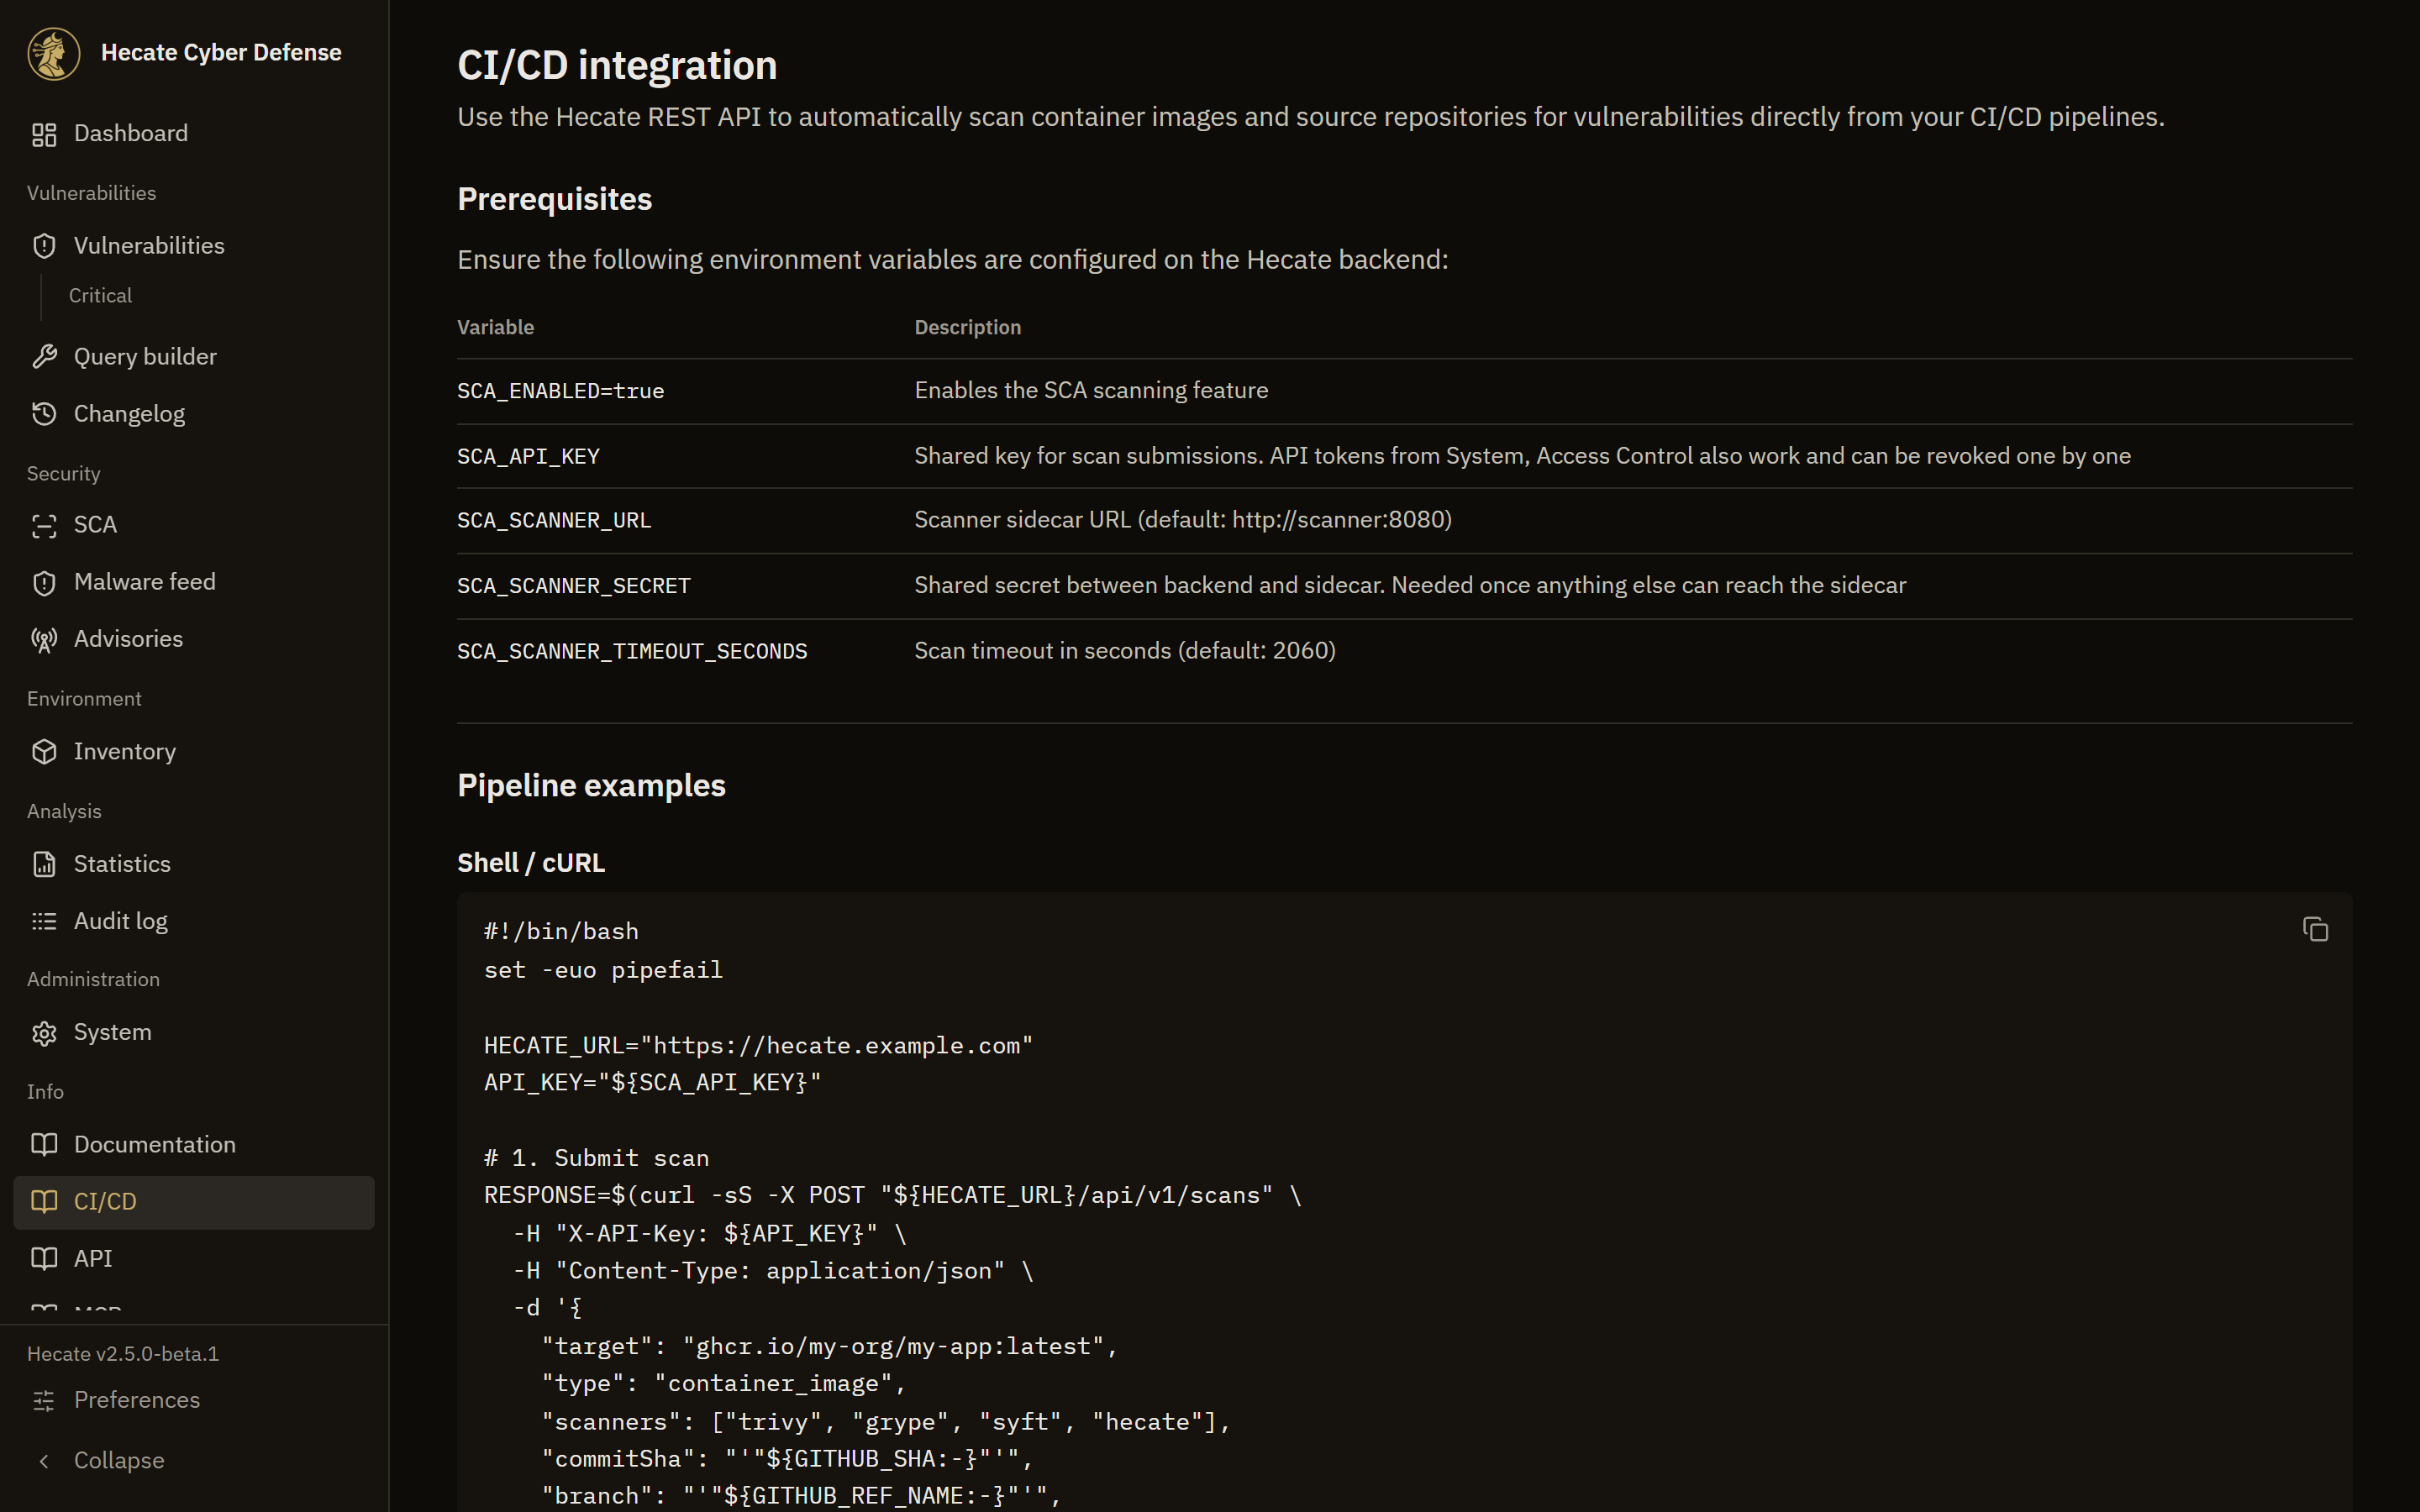 Hecate Cyber Defense
Dashboard
Vulnerabilities
Vulnerabilities
Critical
Query builder
Changelog
Security
SCA
Malware feed
Advisories
Environment
Inventory
Analysis
Statistics
Audit log
Administration
System
Info
Documentation
CI/CD
API
Hecate v2.5.0-beta.1
Preferences
Collapse
CI/CD integration
Use the Hecate REST API to automatically scan container images and source repositories for vulnerabilities directly from your CI/CD pipelines.
Prerequisites
Ensure the following environment variables are configured on the Hecate backend:
Variable Description
SCA_ENABLED=true Enables the SCA scanning feature
SCA_API_KEY Shared key for scan submissions. API tokens from System, Access Control also work and can be revoked one by one
SCA_SCANNER_URL Scanner sidecar URL (default: http://scanner:8080)
SCA_SCANNER_SECRET Shared secret between backend and sidecar. Needed once anything else can reach the sidecar
SCA_SCANNER_TIMEOUT_SECONDS Scan timeout in seconds (default: 2060)
Pipeline examples
Shell / cURL
#!/bin/bash
set -euo pipefail
HECATE_URL="https://hecate.example.com"
API_KEY="${SCA_API_KEY}"
# 1. Submit scan
RESPONSE=$(curl -sS -X POST "${HECATE_URL}/api/v1/scans" \
-H "X-API-Key: ${API_KEY}" \
-H "Content-Type: application/json" \
-d '{
"target": "ghcr.io/my-org/my-app:latest",
"type": "container_image",
"scanners": ["trivy", "grype", "syft", "hecate"],
"commitSha": "'"${GITHUB_SHA:-}"'",
"branch": "'"${GITHUB_REF_NAME:-}"'",